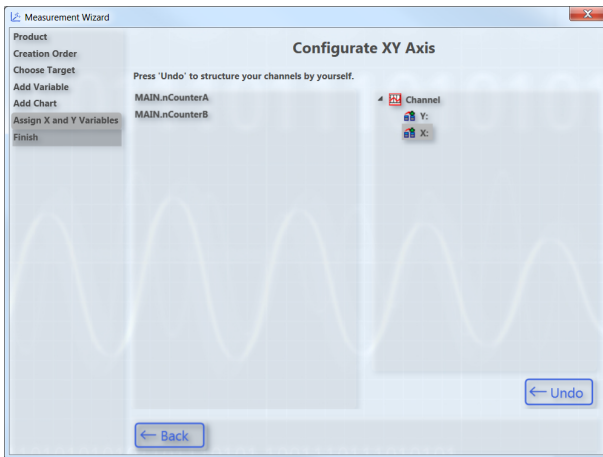 Measurement Wizard
Product
Creation Order
Choose Target
Add Variable
Add Chart
Assign X and Y Variables
Finish
Configurate XY Axis
Press 'Undo' to structure your channels by yourself.
MAIN.nCounterA
MAIN.nCounterB
Channel
Y:
X:
Undo
Back